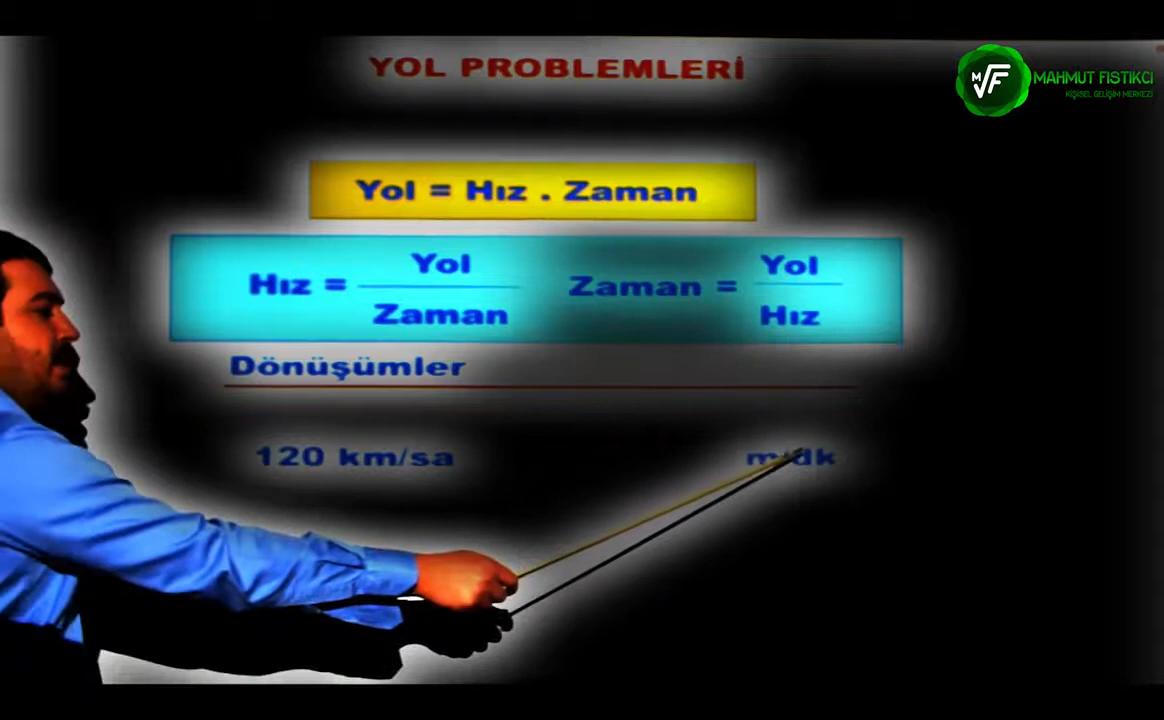 YOL PROBLEMLERİ
MAHMUT FISTIKCI
KİŞİSEL GELİŞİM MERKEZİ
Yol = Hız . Zaman
Hız = Yol / Zaman
Zaman = Yol / Hız
Dönüşümler
120 km/sa
m/dk